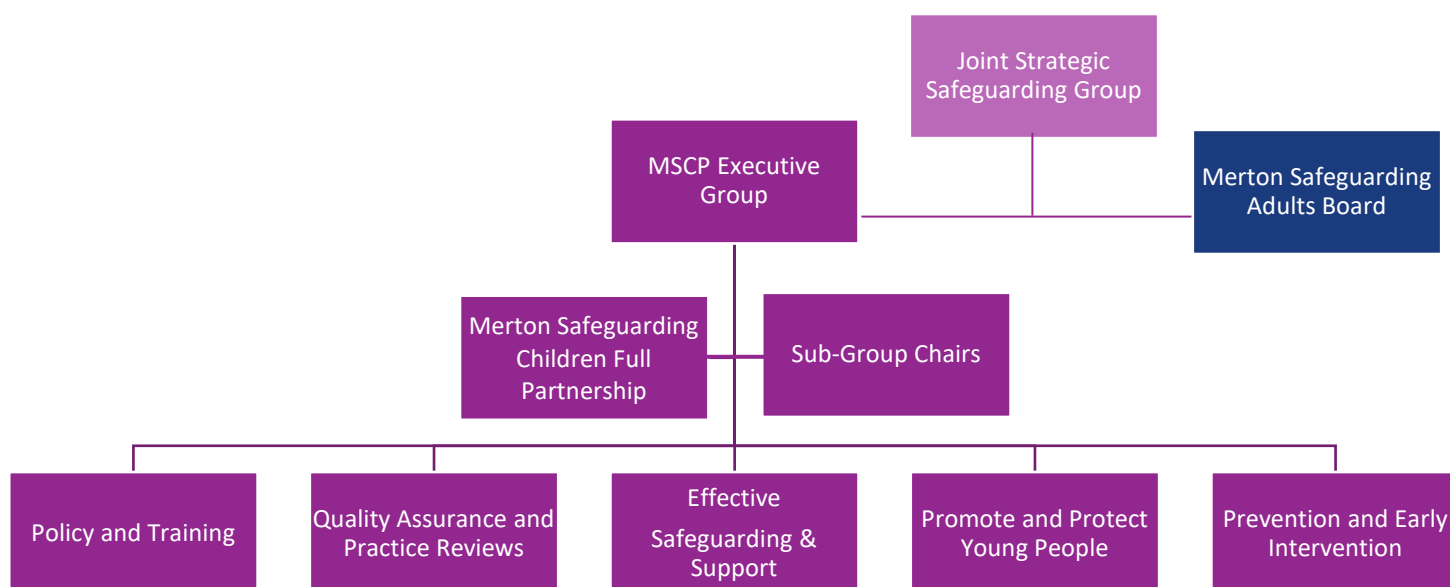 Joint Strategic
Safeguarding Group
MSCP Executive
Group
Merton Safeguarding
Adults Board
Merton Safeguarding
Children Full
Partnership
Sub-Group Chairs
Policy and Training
Quality Assurance and
Practice Reviews
Effective
Safeguarding &
Support
Promote and Protect
Young People
Prevention and Early
Intervention